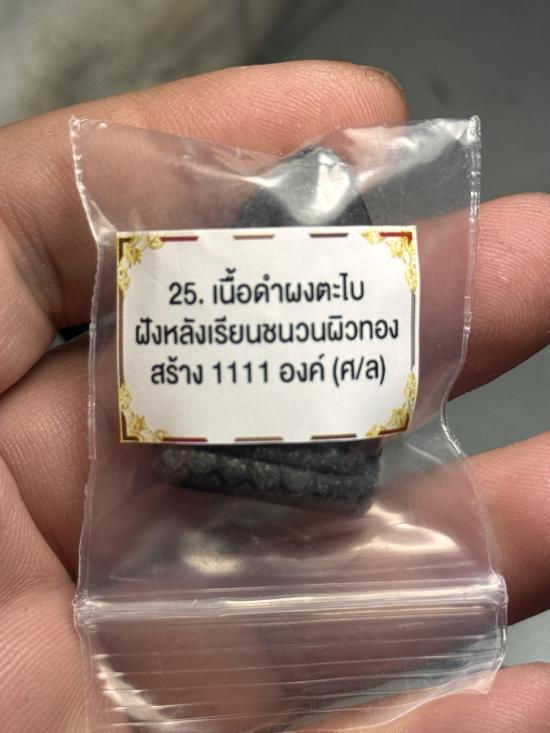 25. เนื้อดำผงตะไบ
ฝังหลังเรียนชนวนผิวทอง
สร้าง 1111 องค์ (ศ/ล)